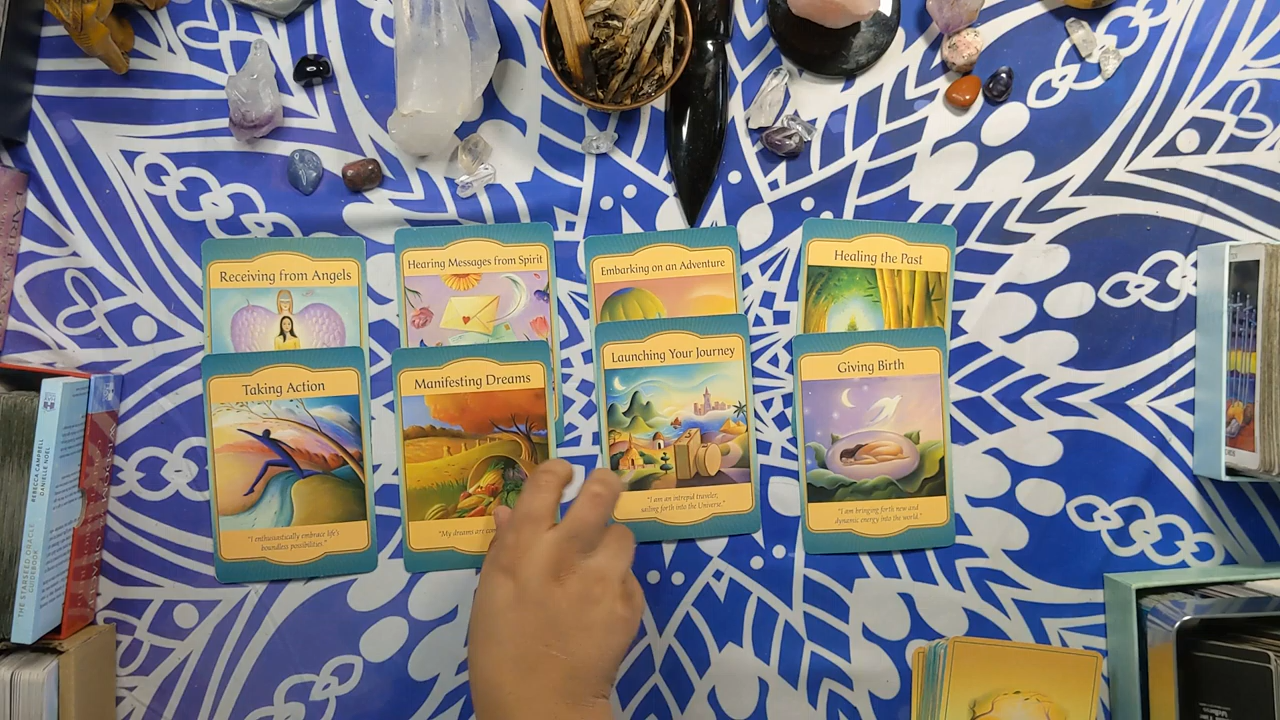 Receiving from Angels
Hearing Messages from Spirit
Embarking on an Adventure
Healing the Past
Taking Action
"I enthusiastically embrace life's
boundless possibilities."
Manifesting Dreams
"My dreams are
Launching Your Journey
"I am an intrepid traveler,
sailing forth into the Universe."
Giving Birth
"I am bringing forth new and
dynamic energy into the world."
REBECCA CAMPBELL
DANIELLE NOEL
THE STARSEED ORACLE
GUIDEBOOK